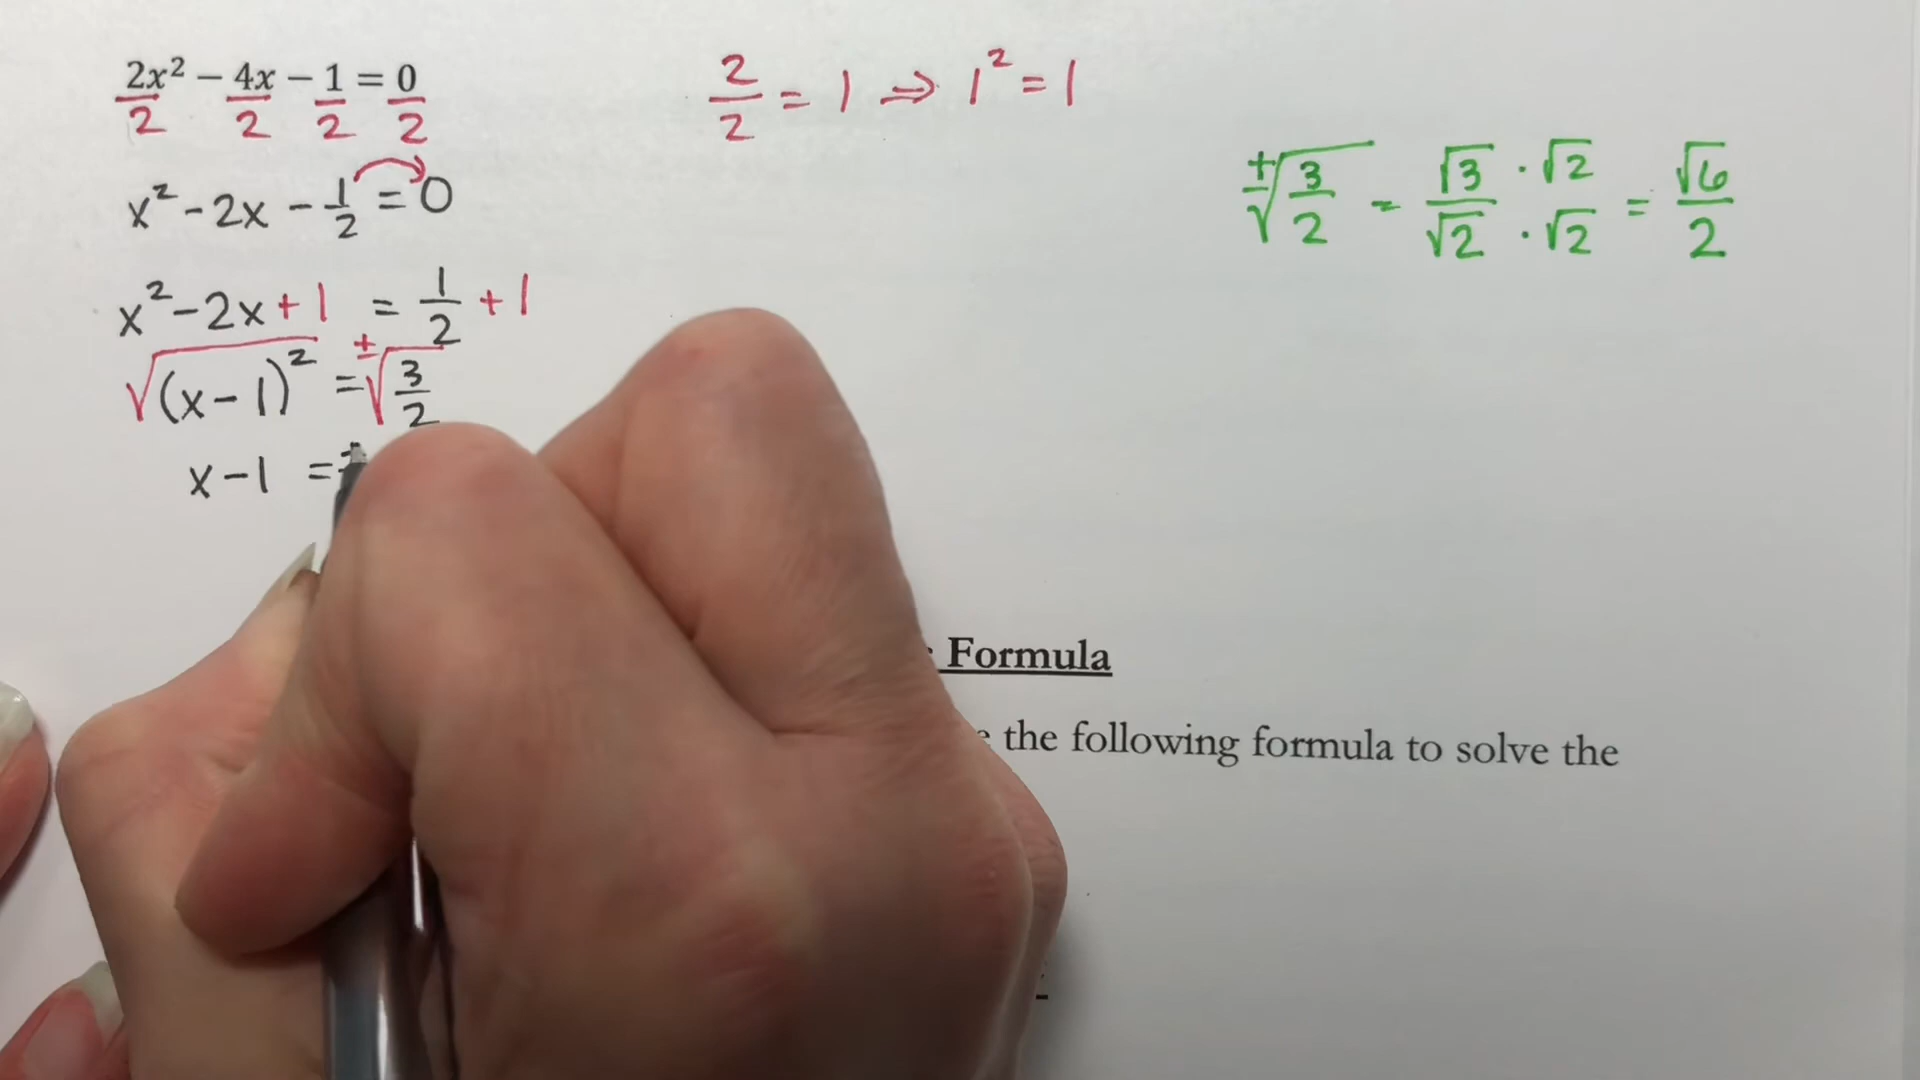 2x² − 4x − 1 = 0
2 2 2 2
x² - 2x - 1/2 = 0
x² - 2x + 1 = 1/2 + 1
√(x - 1)² = ±√3/2
x - 1 =
2/2 = 1 ⇒ 1² = 1
±√3/2 = √3/√2 · √2/√2 = √6/2
Formula
the following formula to solve the